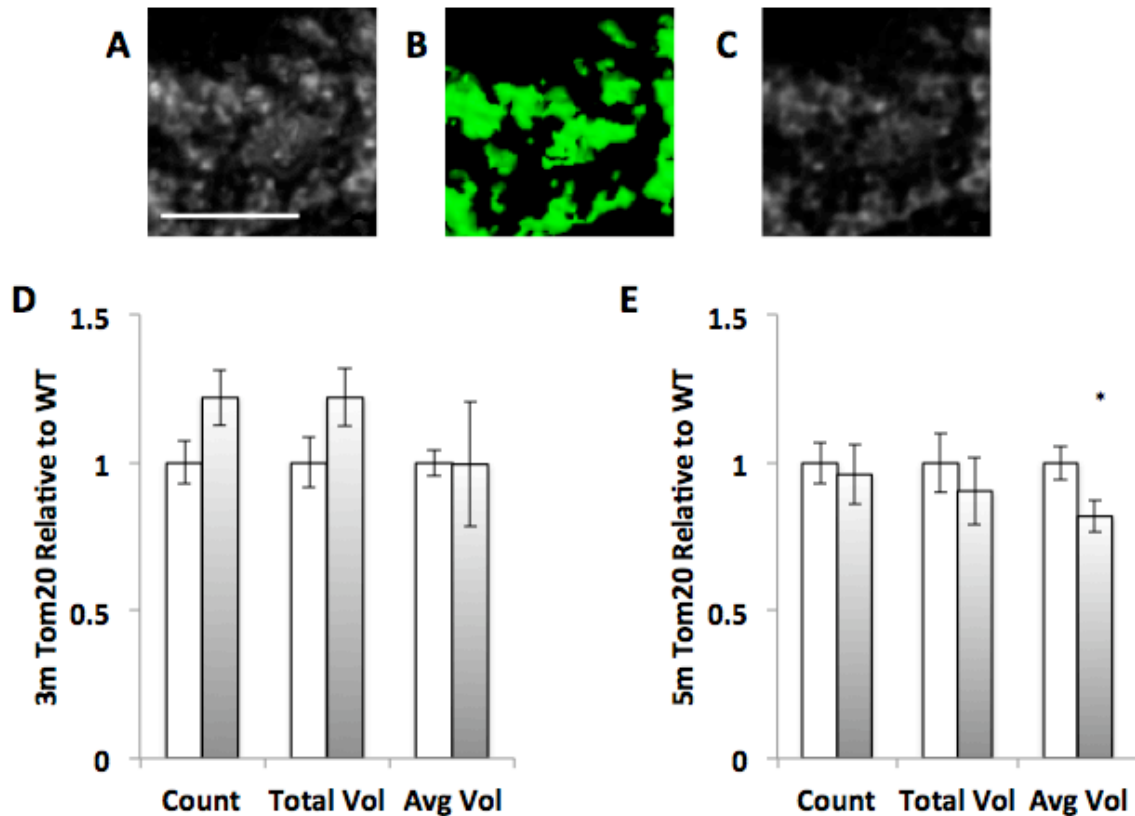 A
B
C
D
3m Tom20 Relative to WT
1.5
1
0.5
0
Count
Total Vol
Avg Vol
E
5m Tom20 Relative to WT
1.5
1
0.5
0
*
Count
Total Vol
Avg Vol